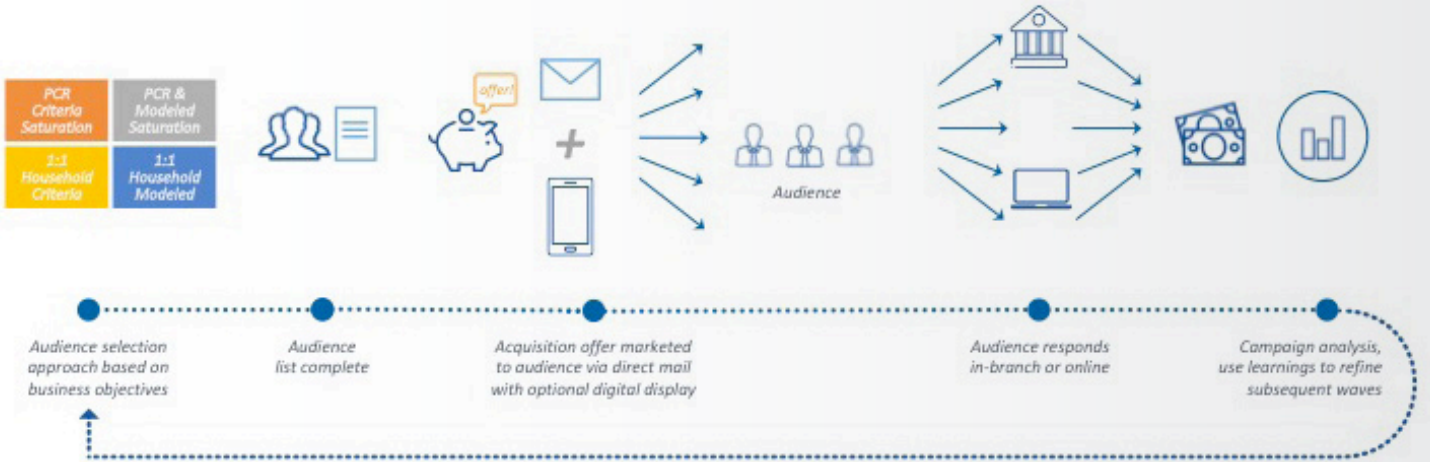 PCR
Criteria
Saturation
PCR &
Modeled
Saturation
1:1
Household
Criteria
1:1
Household
Modeled
offer!
Audience
Audience selection
approach based on
business objectives
Audience
list complete
Acquisition offer marketed
to audience via direct mail
with optional digital display
Audience responds
in-branch or online
Campaign analysis,
use learnings to refine
subsequent waves